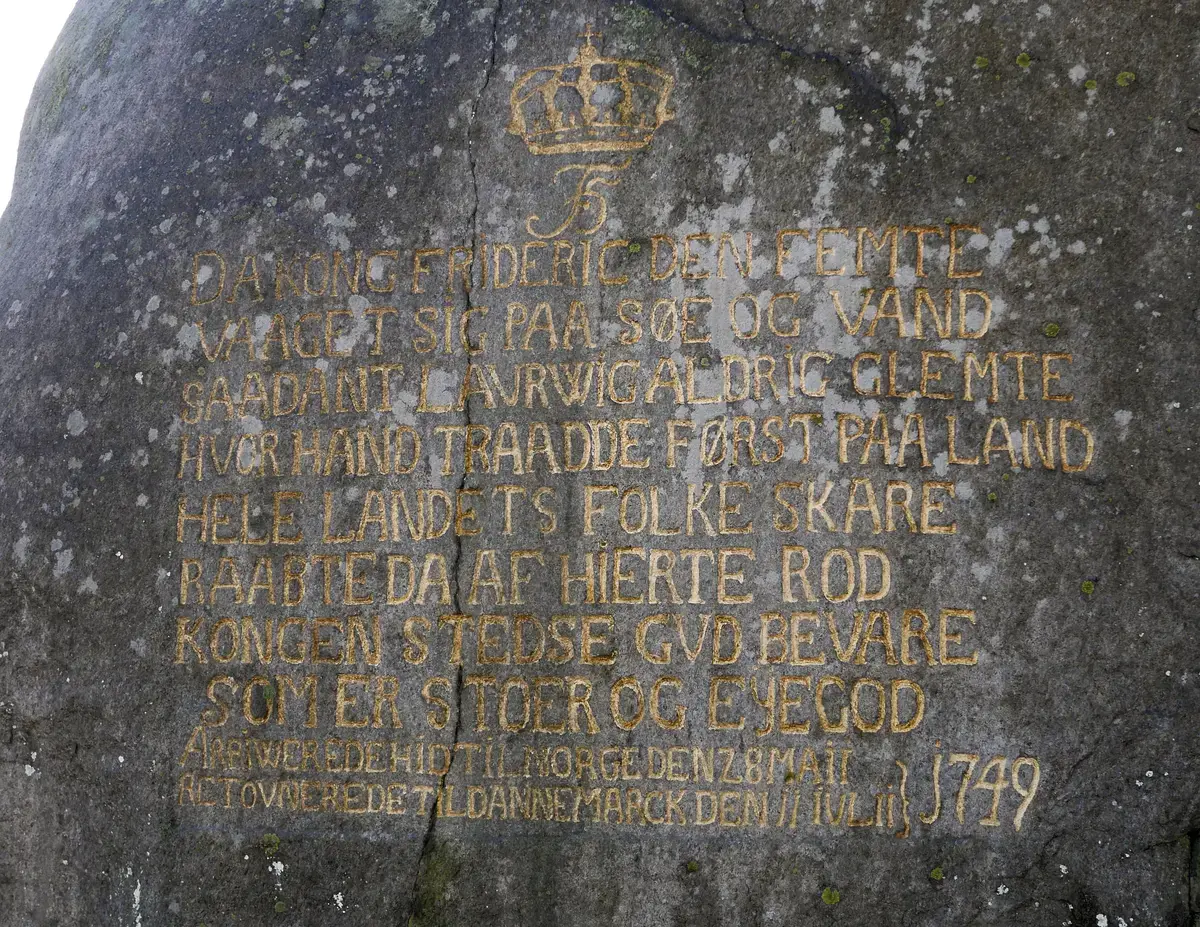 F5
DA KONG FRIDERIC DEN FEMTE
VAAGET SIG PAA SØE OG VAND
SAADANT LAVRWIG ALDRIG GLEMTE
HVOR HAND TRAADDE FØRST PAA LAND
HELE LANDETS FOLKE SKARE
RAABTE DA AF HIERTE ROD
KONGEN STEDSE GVD BEVARE
SOM ER STOER OG EYEGOD
ARRIWEREDE HID TIL NORGE DEN 28 MAII
RETOVNEREDE TIL DANNEMARCK DEN 11 IVLII } 1749